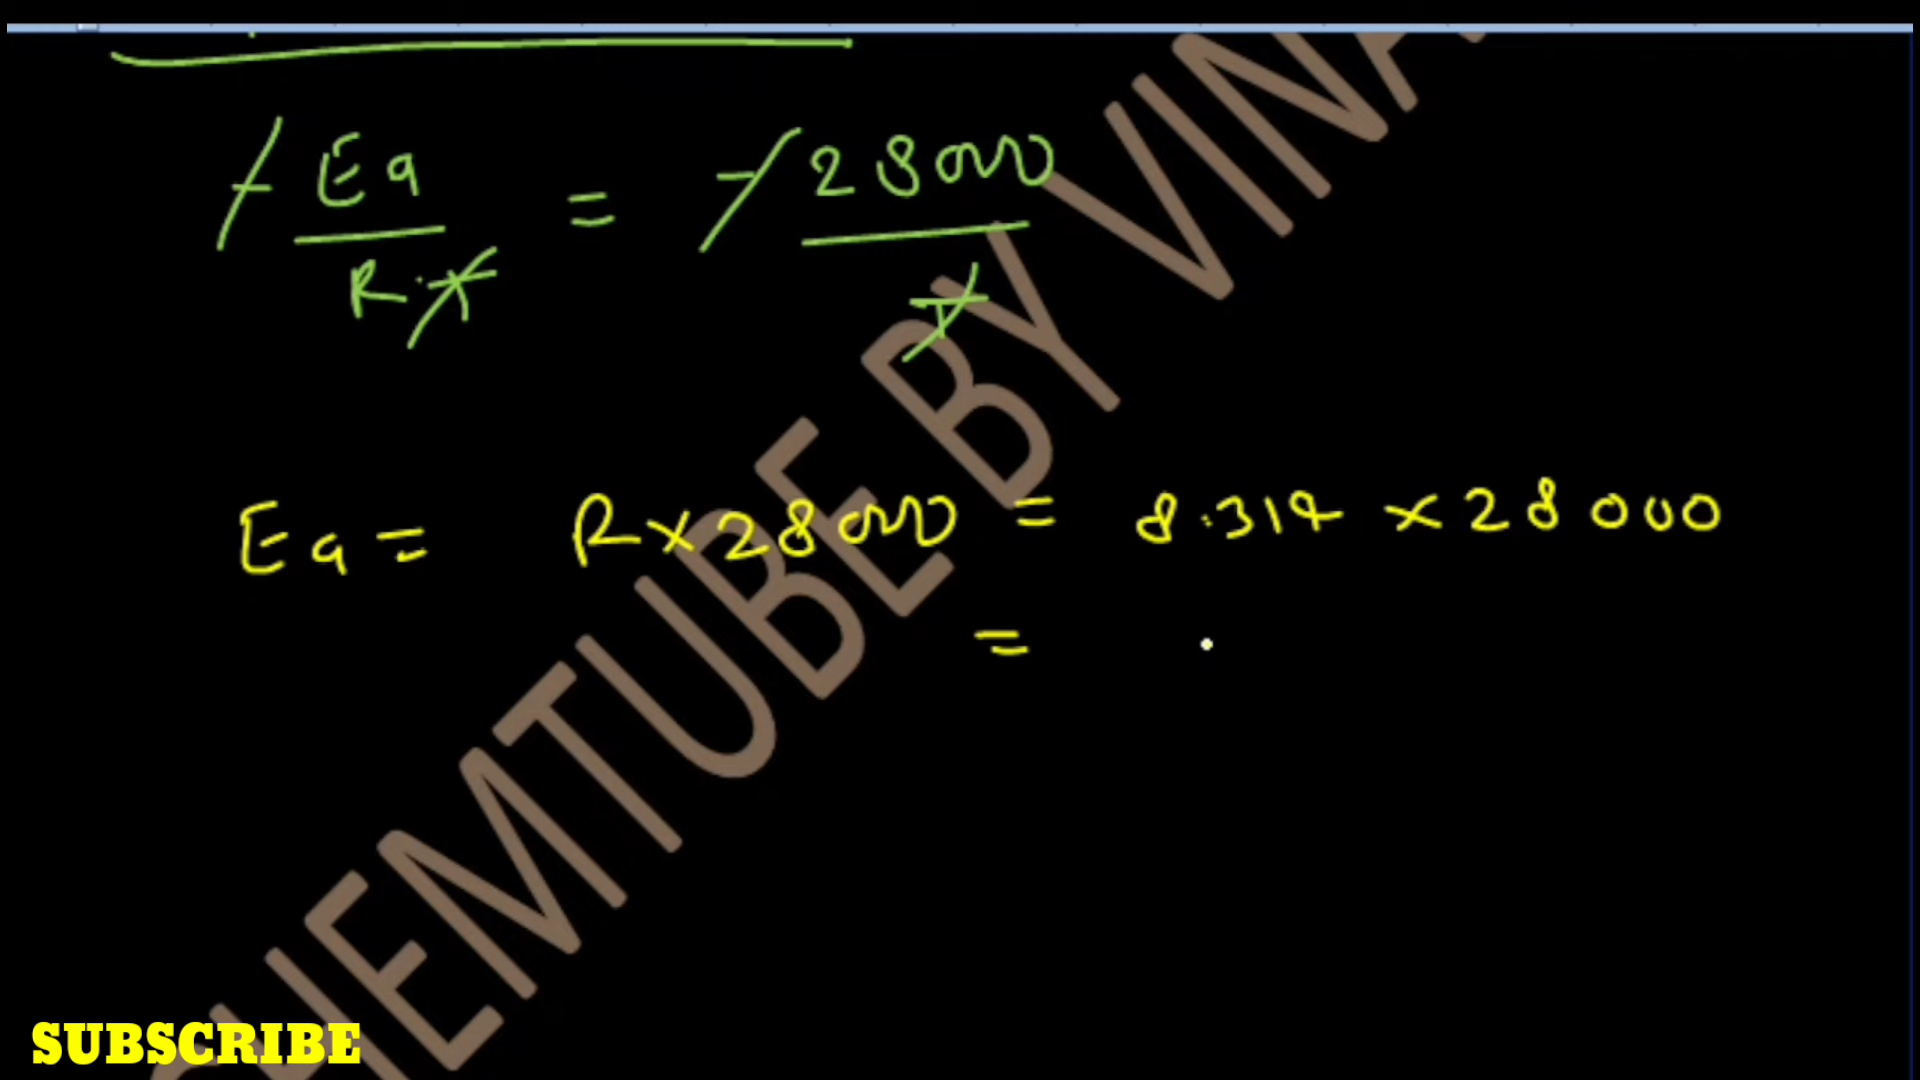 - Ea / R.T = - 28000 / T
Ea = R x 28000 = 8.314 x 28000
=
CHEMTUBE BY VINA
SUBSCRIBE